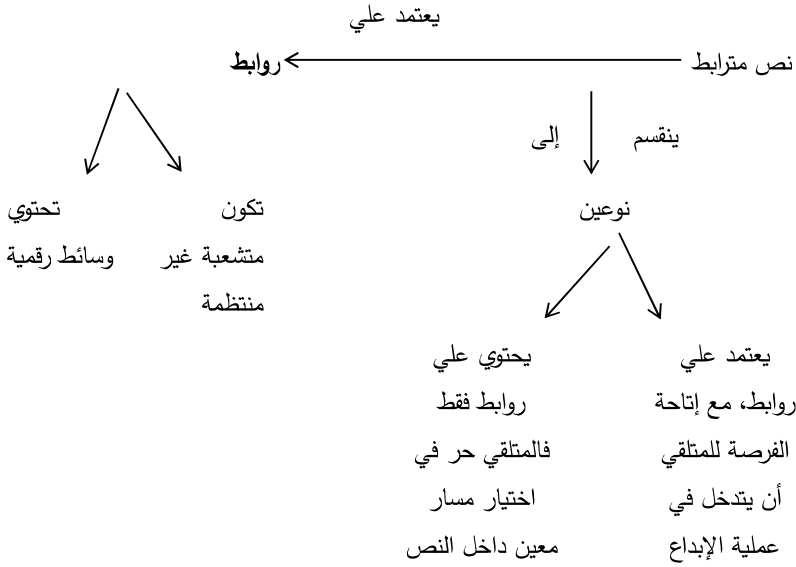 يعتمد علي
نص مترابط
روابط
ينقسم إلى
نوعين
تكون
متشعبة غير
منتظمة
تحتوي
وسائط رقمية
يعتمد علي
روابط، مع إتاحة
الفرصة للمتلقي
أن يتدخل في
عملية الإبداع
يحتوي علي
روابط فقط
فالمتلقي حر في
اختيار مسار
معين داخل النص